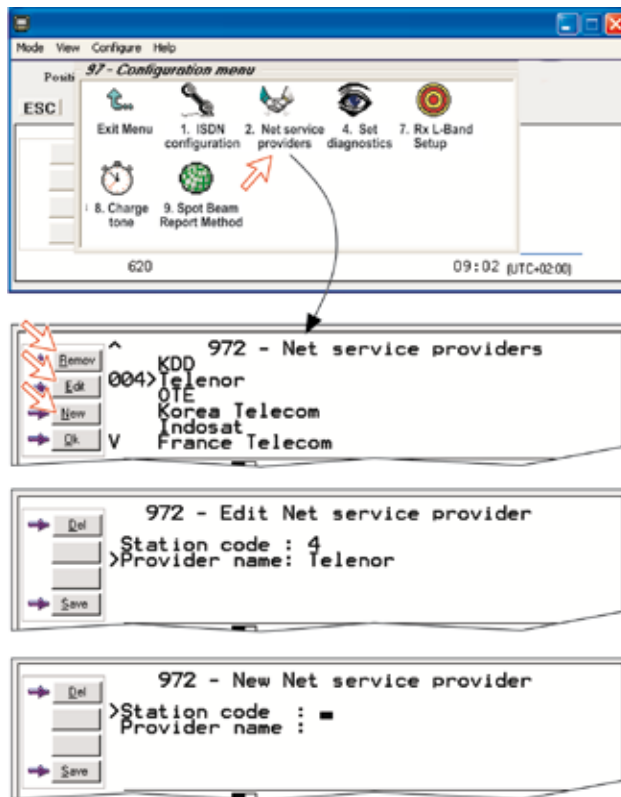 Mode View Configure Help
97 - Configuration menu
ESC
Exit Menu
1. ISDN configuration
2. Net service providers
4. Set diagnostics
7. Rx L-Band Setup
8. Charge tone
9. Spot Beam Report Method
620 09:02 (UTC+02:00)
972 - Net service providers
Remov ^ KDD
Edit 004>Telenor
OTE
New Korea Telecom
Indosat
Ok V France Telecom
972 - Edit Net service provider
Del
Station code : 4
>Provider name: Telenor
Save
972 - New Net service provider
Del
>Station code :
Provider name :
Save